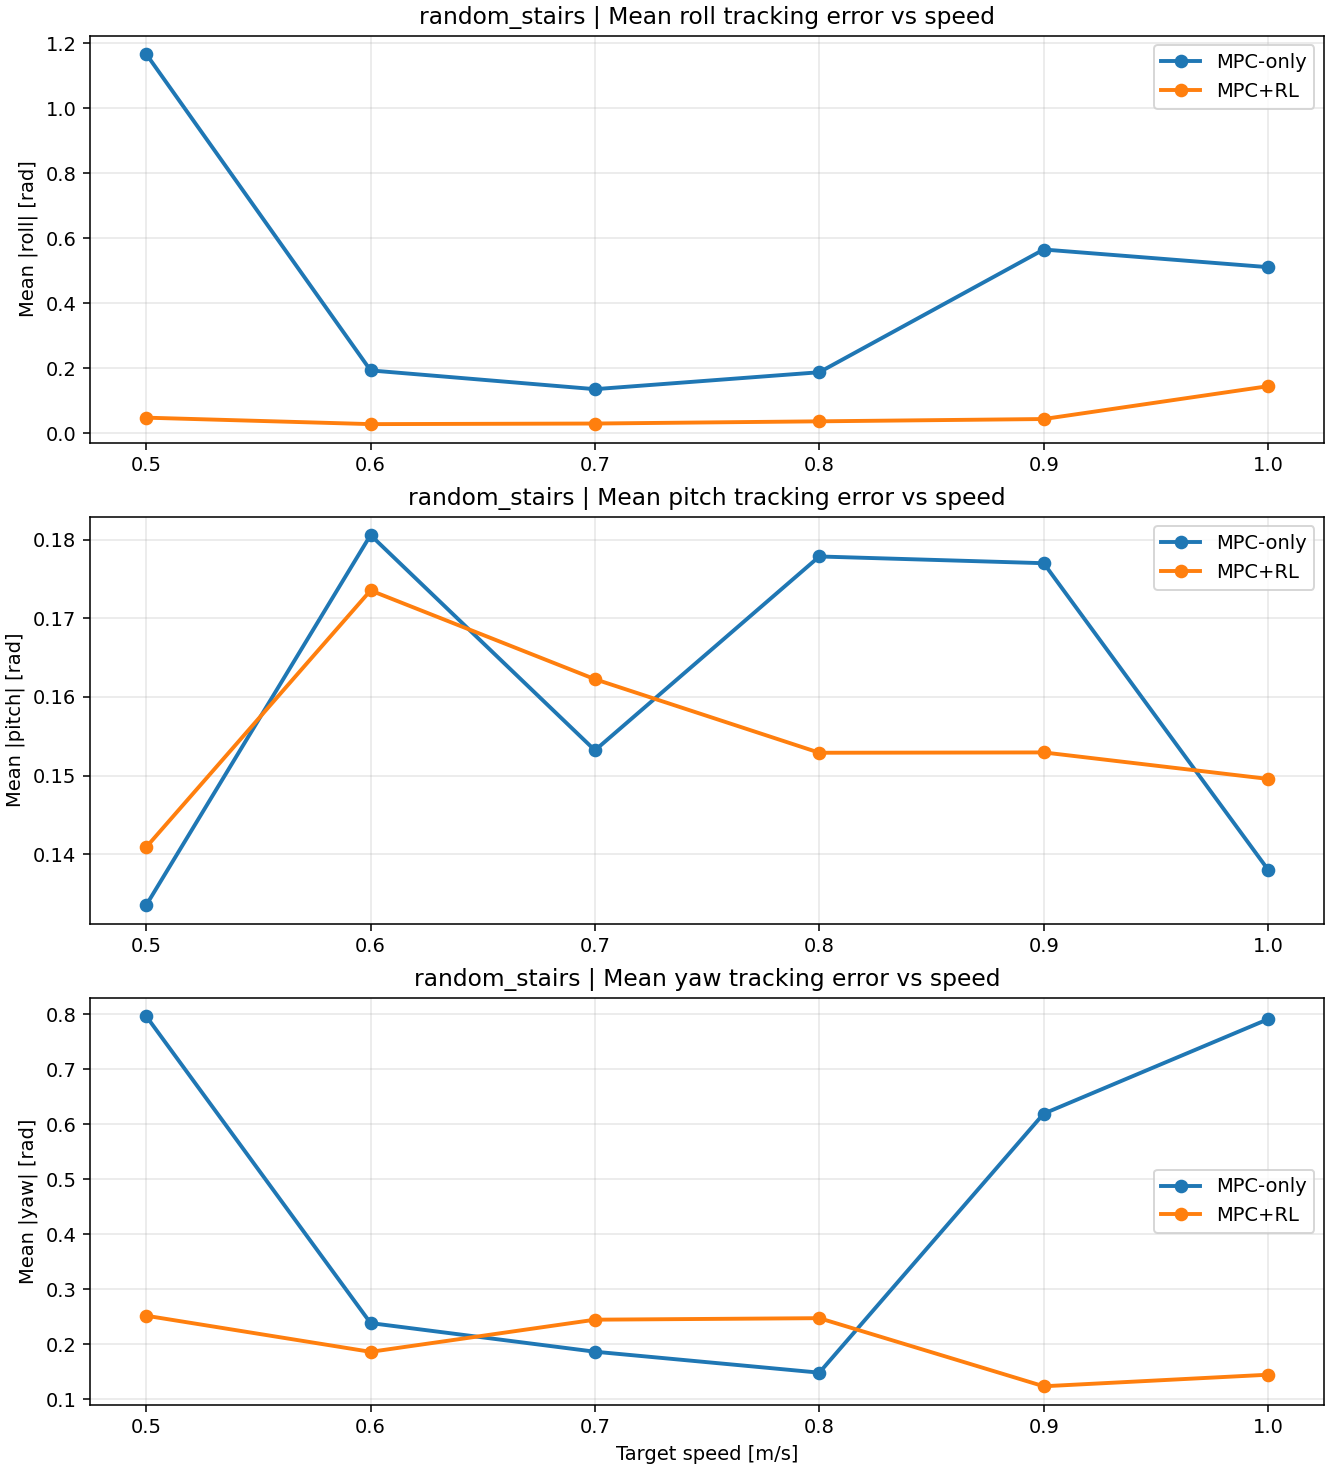 random_stairs | Mean roll tracking error vs speed
1.2
1.0
0.8
0.6
0.4
0.2
0.0
Mean |roll| [rad]
MPC-only
MPC+RL
0.5 0.6 0.7 0.8 0.9 1.0
random_stairs | Mean pitch tracking error vs speed
0.18
0.17
0.16
0.15
0.14
Mean |pitch| [rad]
MPC-only
MPC+RL
0.5 0.6 0.7 0.8 0.9 1.0
random_stairs | Mean yaw tracking error vs speed
0.8
0.7
0.6
0.5
0.4
0.3
0.2
0.1
Mean |yaw| [rad]
MPC-only
MPC+RL
0.5 0.6 0.7 0.8 0.9 1.0
Target speed [m/s]